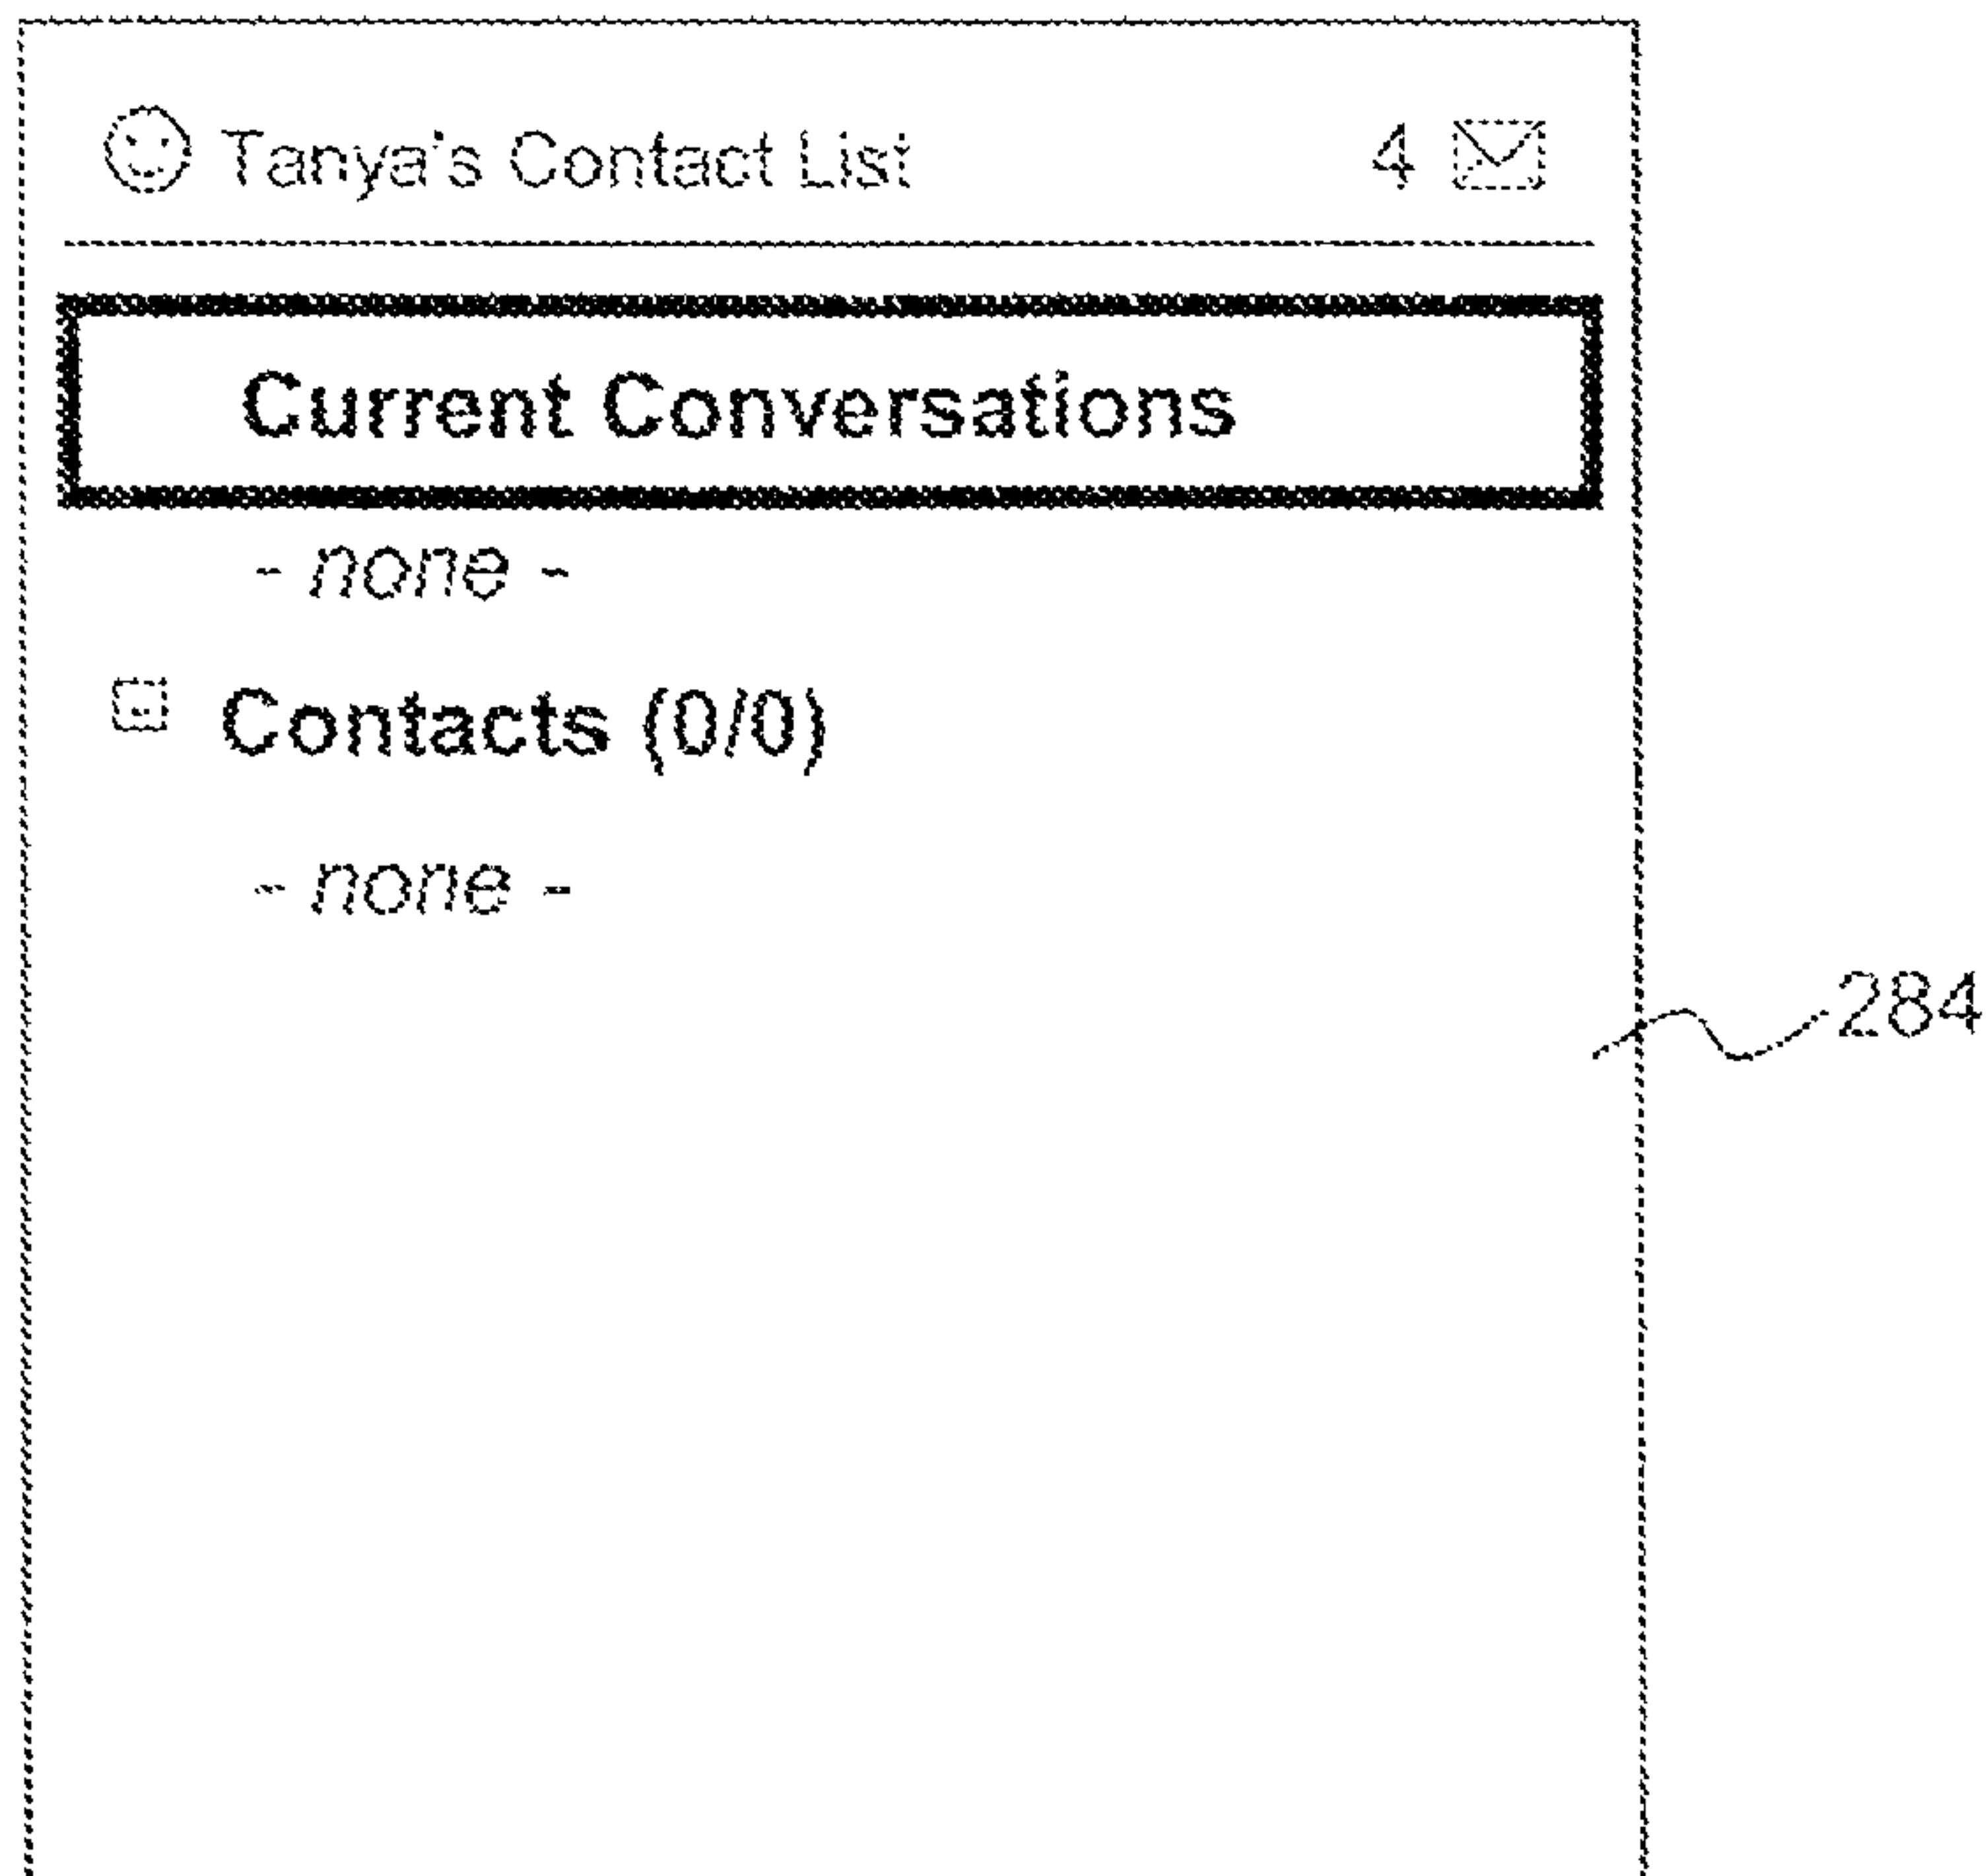 Tanya's Contact List 4
Current Conversations
- none -
Contacts (0/0)
- none -
284